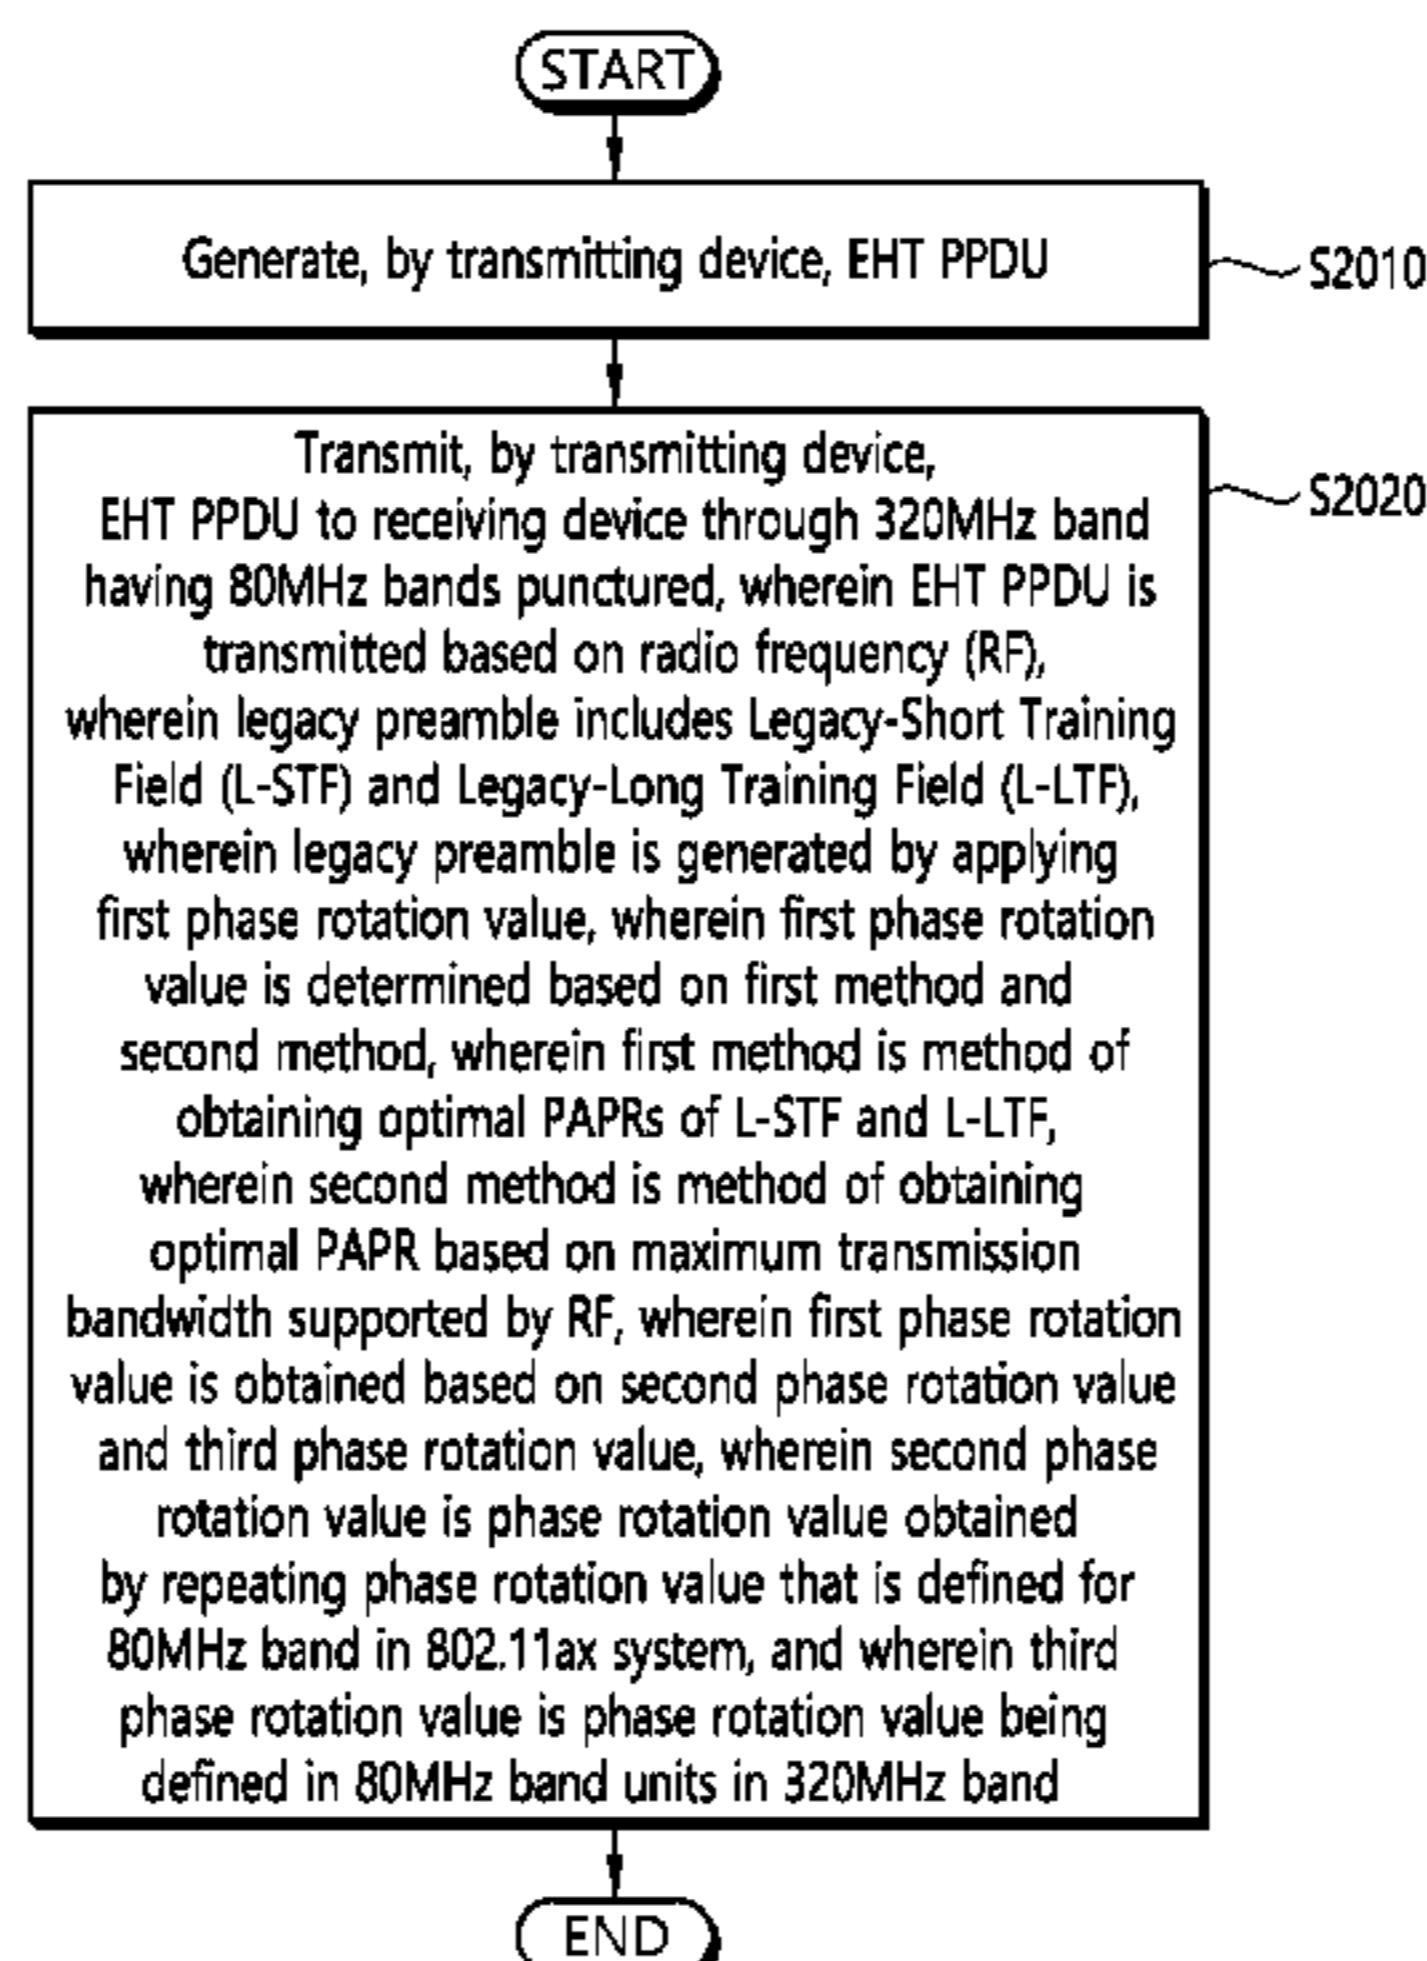 START
Generate, by transmitting device, EHT PPDU
S2010
Transmit, by transmitting device,
EHT PPDU to receiving device through 320MHz band
having 80MHz bands punctured, wherein EHT PPDU is
transmitted based on radio frequency (RF),
wherein legacy preamble includes Legacy-Short Training
Field (L-STF) and Legacy-Long Training Field (L-LTF),
wherein legacy preamble is generated by applying
first phase rotation value, wherein first phase rotation
value is determined based on first method and
second method, wherein first method is method of
obtaining optimal PAPRs of L-STF and L-LTF,
wherein second method is method of obtaining
optimal PAPR based on maximum transmission
bandwidth supported by RF, wherein first phase rotation
value is obtained based on second phase rotation value
and third phase rotation value, wherein second phase
rotation value is phase rotation value obtained
by repeating phase rotation value that is defined for
80MHz band in 802.11ax system, and wherein third
phase rotation value is phase rotation value being
defined in 80MHz band units in 320MHz band
S2020
END